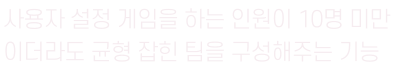 사용자 설정 게임을 하는 인원이 10명 미만
이더라도 균형 잡힌 팀을 구성해주는 기능